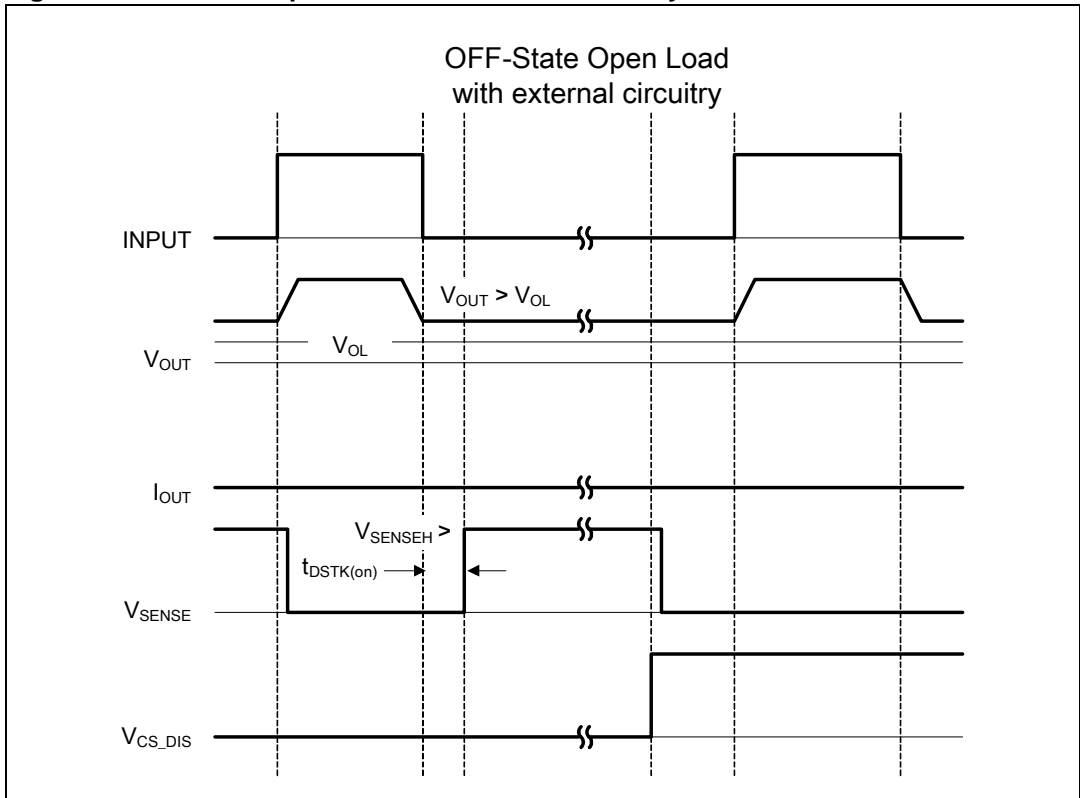 OFF-State Open Load
with external circuitry
INPUT
VOUT > VOL
VOL
VOUT
IOUT
VSENSEH >
tDSTK(on)
VSENSE
VCS_DIS